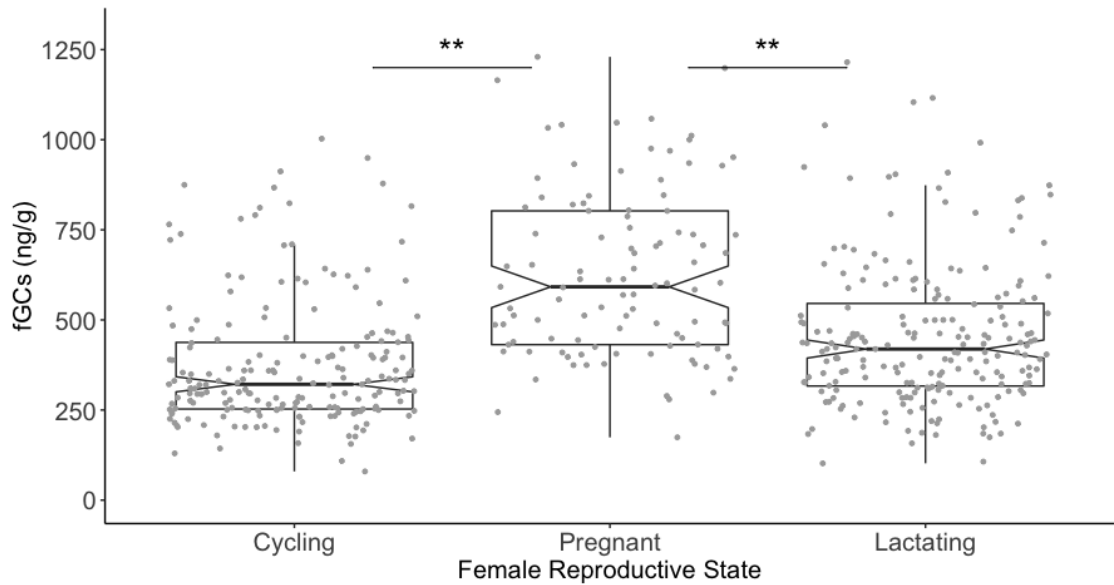 **
**
1250
1000
750
500
250
0
fGCs (ng/g)
Cycling
Pregnant
Lactating
Female Reproductive State